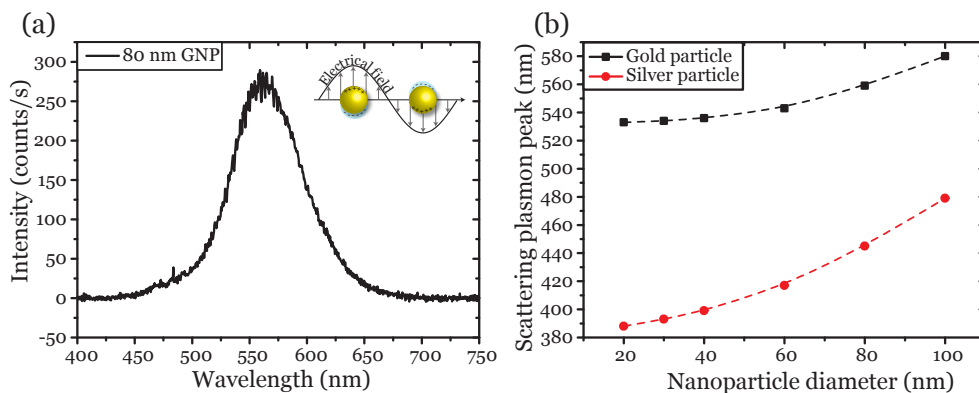 (a)
80 nm GNP
Electrical field
300
250
200
150
100
50
0
-50
400 450 500 550 600 650 700 750
Wavelength (nm)
Intensity (counts/s)
(b)
Gold particle
Silver particle
580
560
540
520
500
480
460
440
420
400
380
20 40 60 80 100
Nanoparticle diameter (nm)
Scattering plasmon peak (nm)